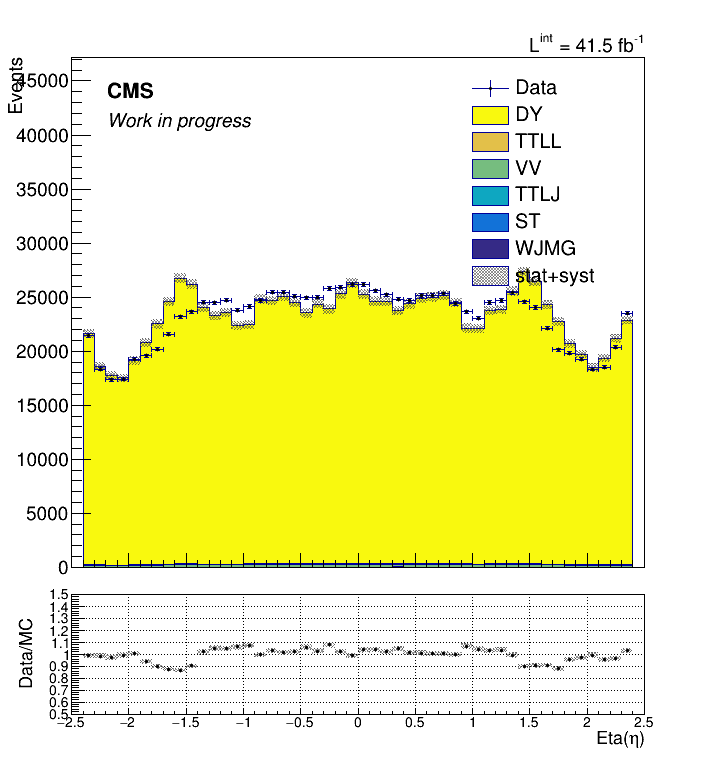 L^int = 41.5 fb^-1
Events
CMS
Work in progress
Data
DY
TTLL
VV
TTLJ
ST
WJMG
stat+syst
45000
40000
35000
30000
25000
20000
15000
10000
5000
0
Data/MC
1.5
1.4
1.3
1.2
1.1
1
0.9
0.8
0.7
0.6
0.5
−2.5 −2 −1.5 −1 −0.5 0 0.5 1 1.5 2 2.5
Eta(η)